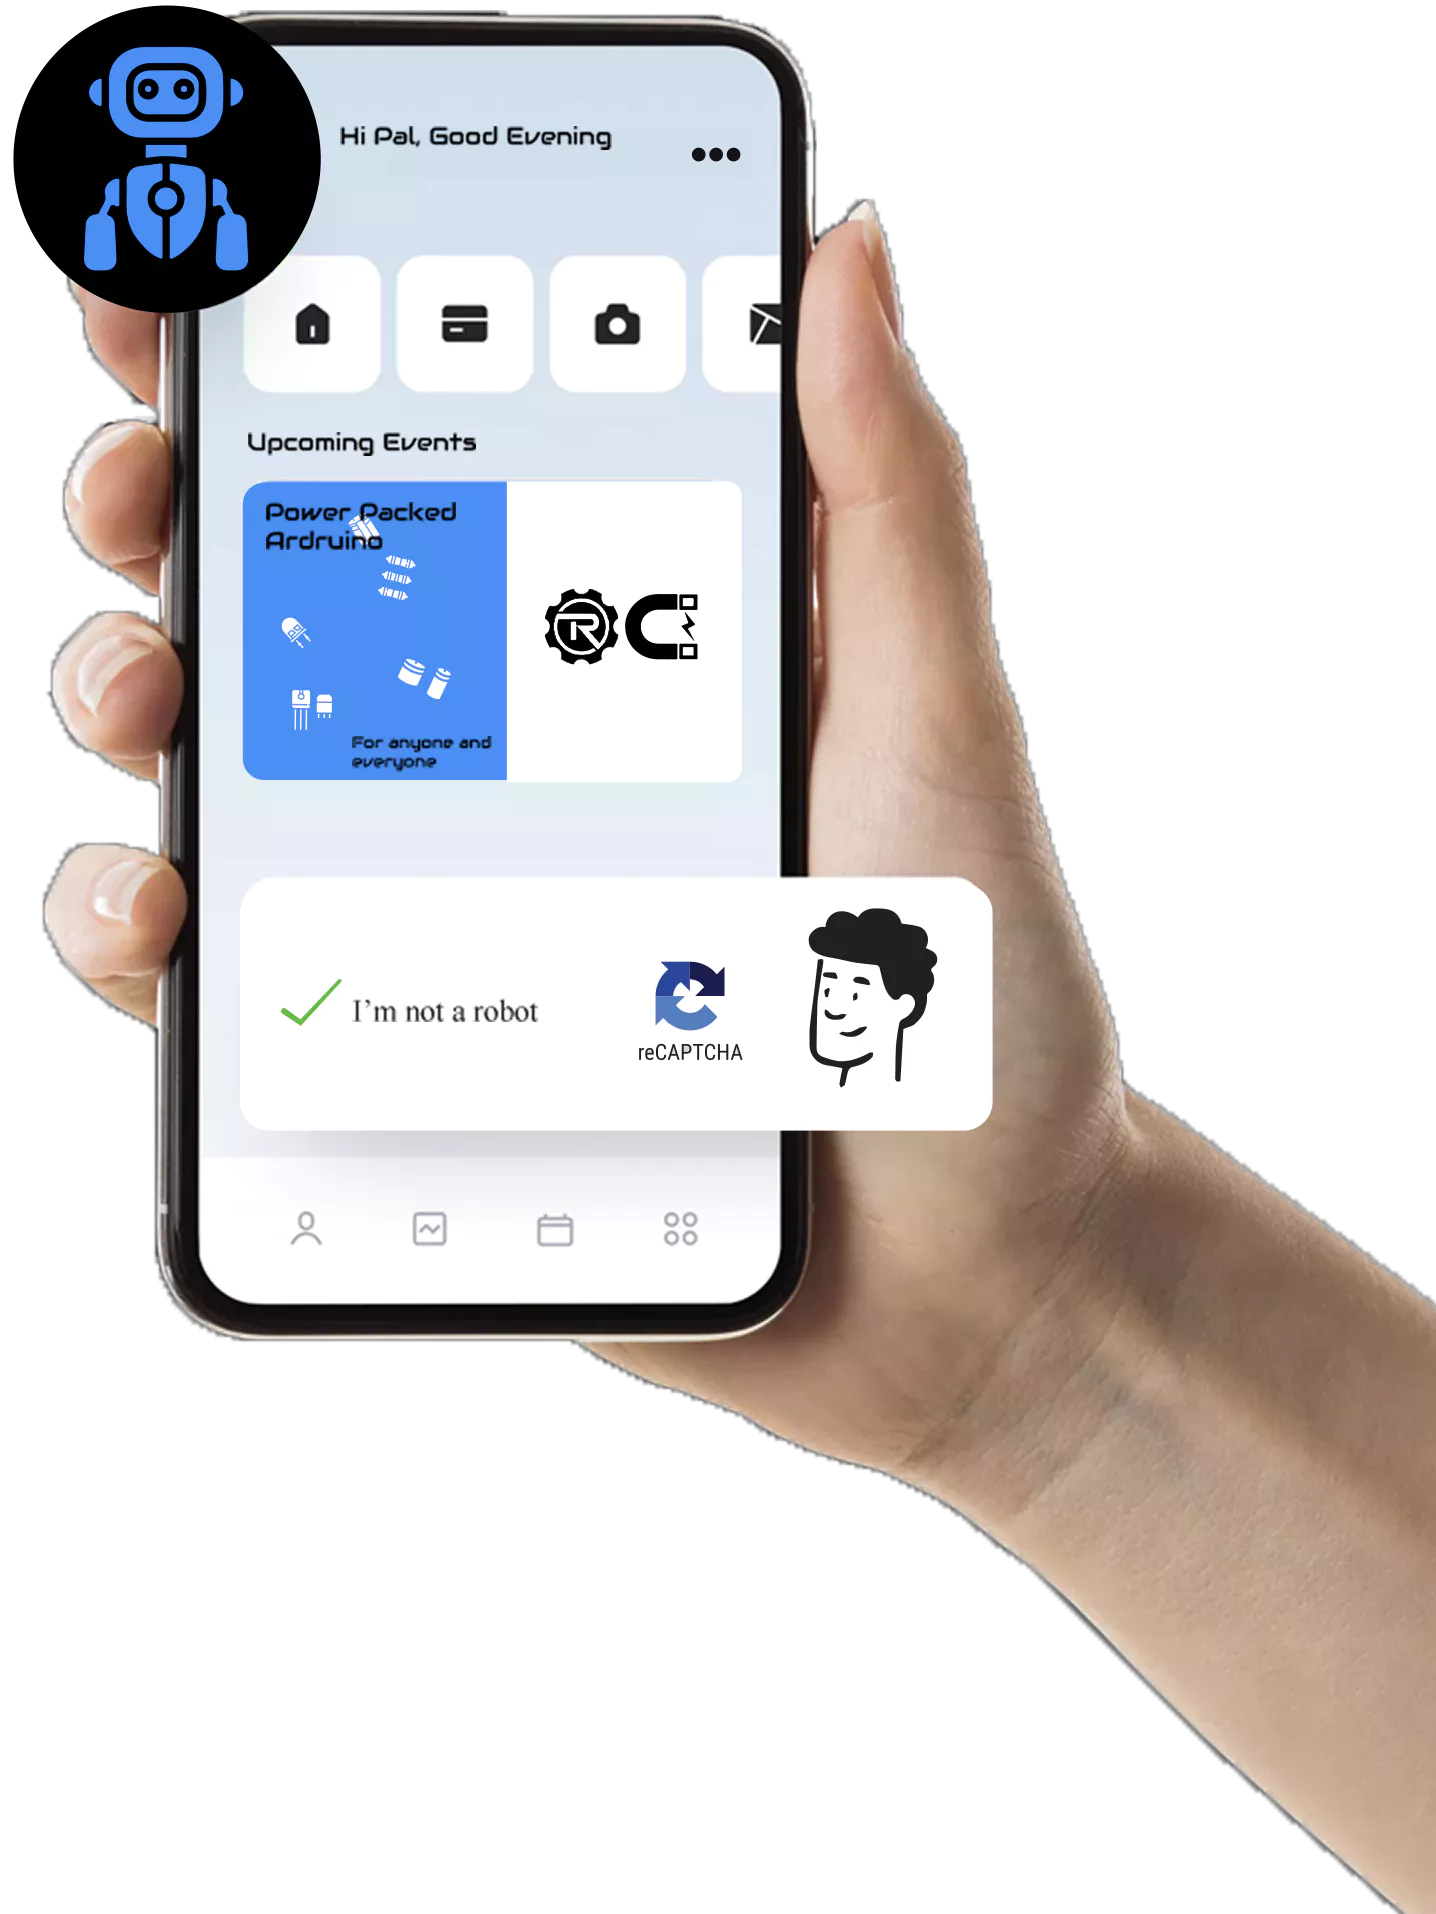 Hi Pal, Good Evening
Upcoming Events
Power Packed
Ardruino
For anyone and
everyone
I'm not a robot
reCAPTCHA